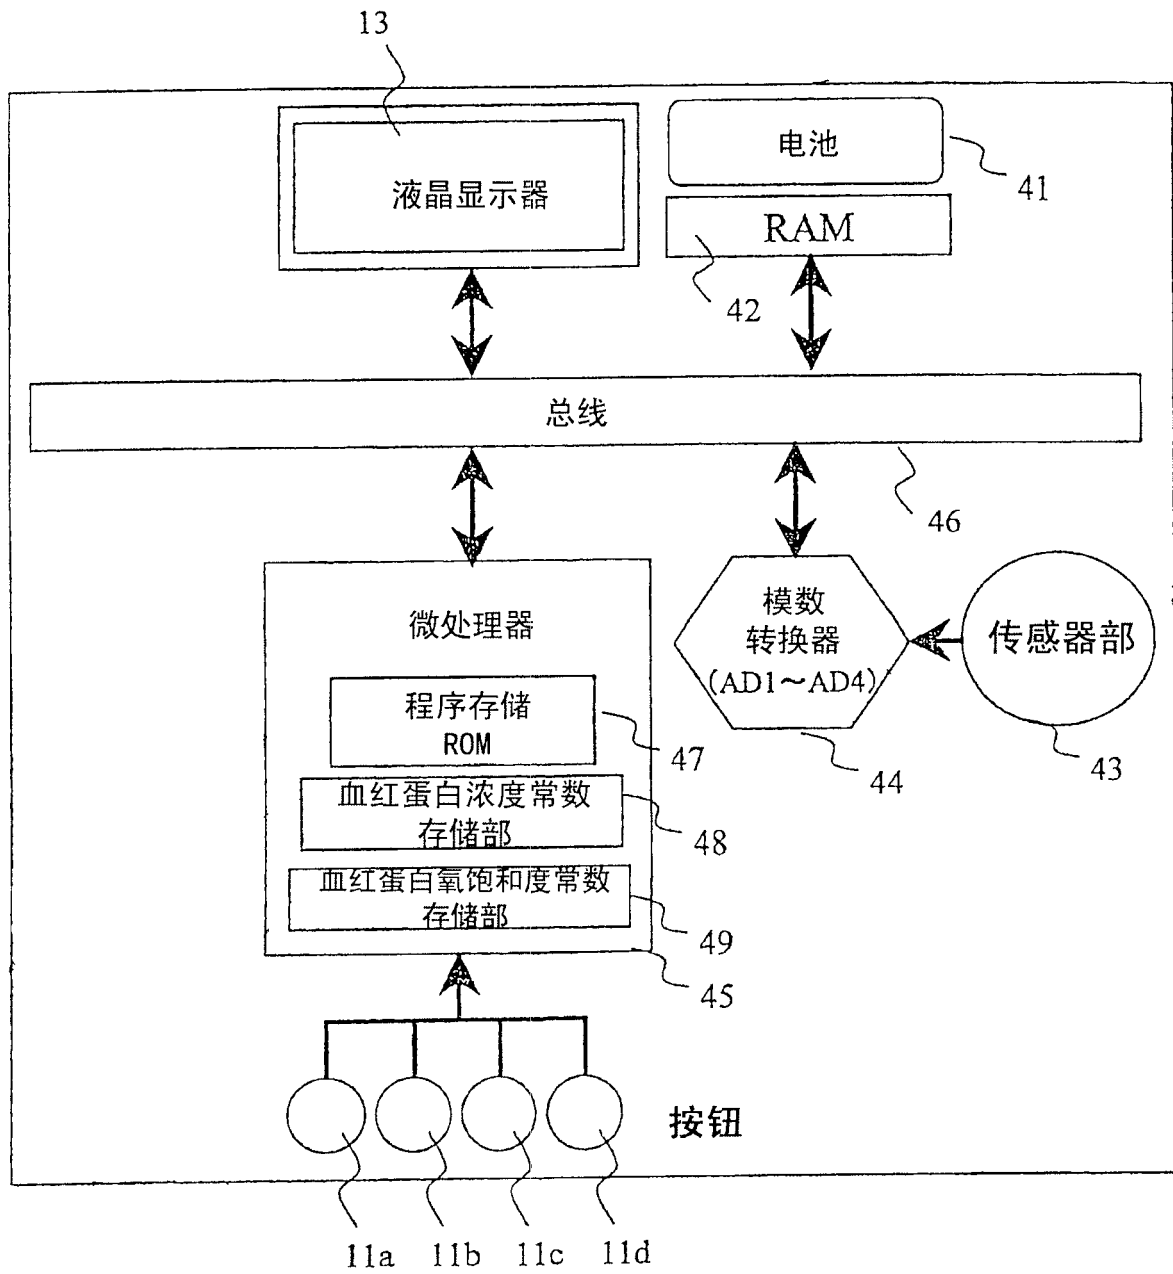 13
电池
41
液晶显示器
RAM
42
总线
46
微处理器
模数
转换器
(AD1～AD4)
传感器部
程序存储
ROM
47
44
43
血红蛋白浓度常数
存储部
48
血红蛋白氧饱和度常数
存储部
49
45
按钮
11a
11b
11c
11d